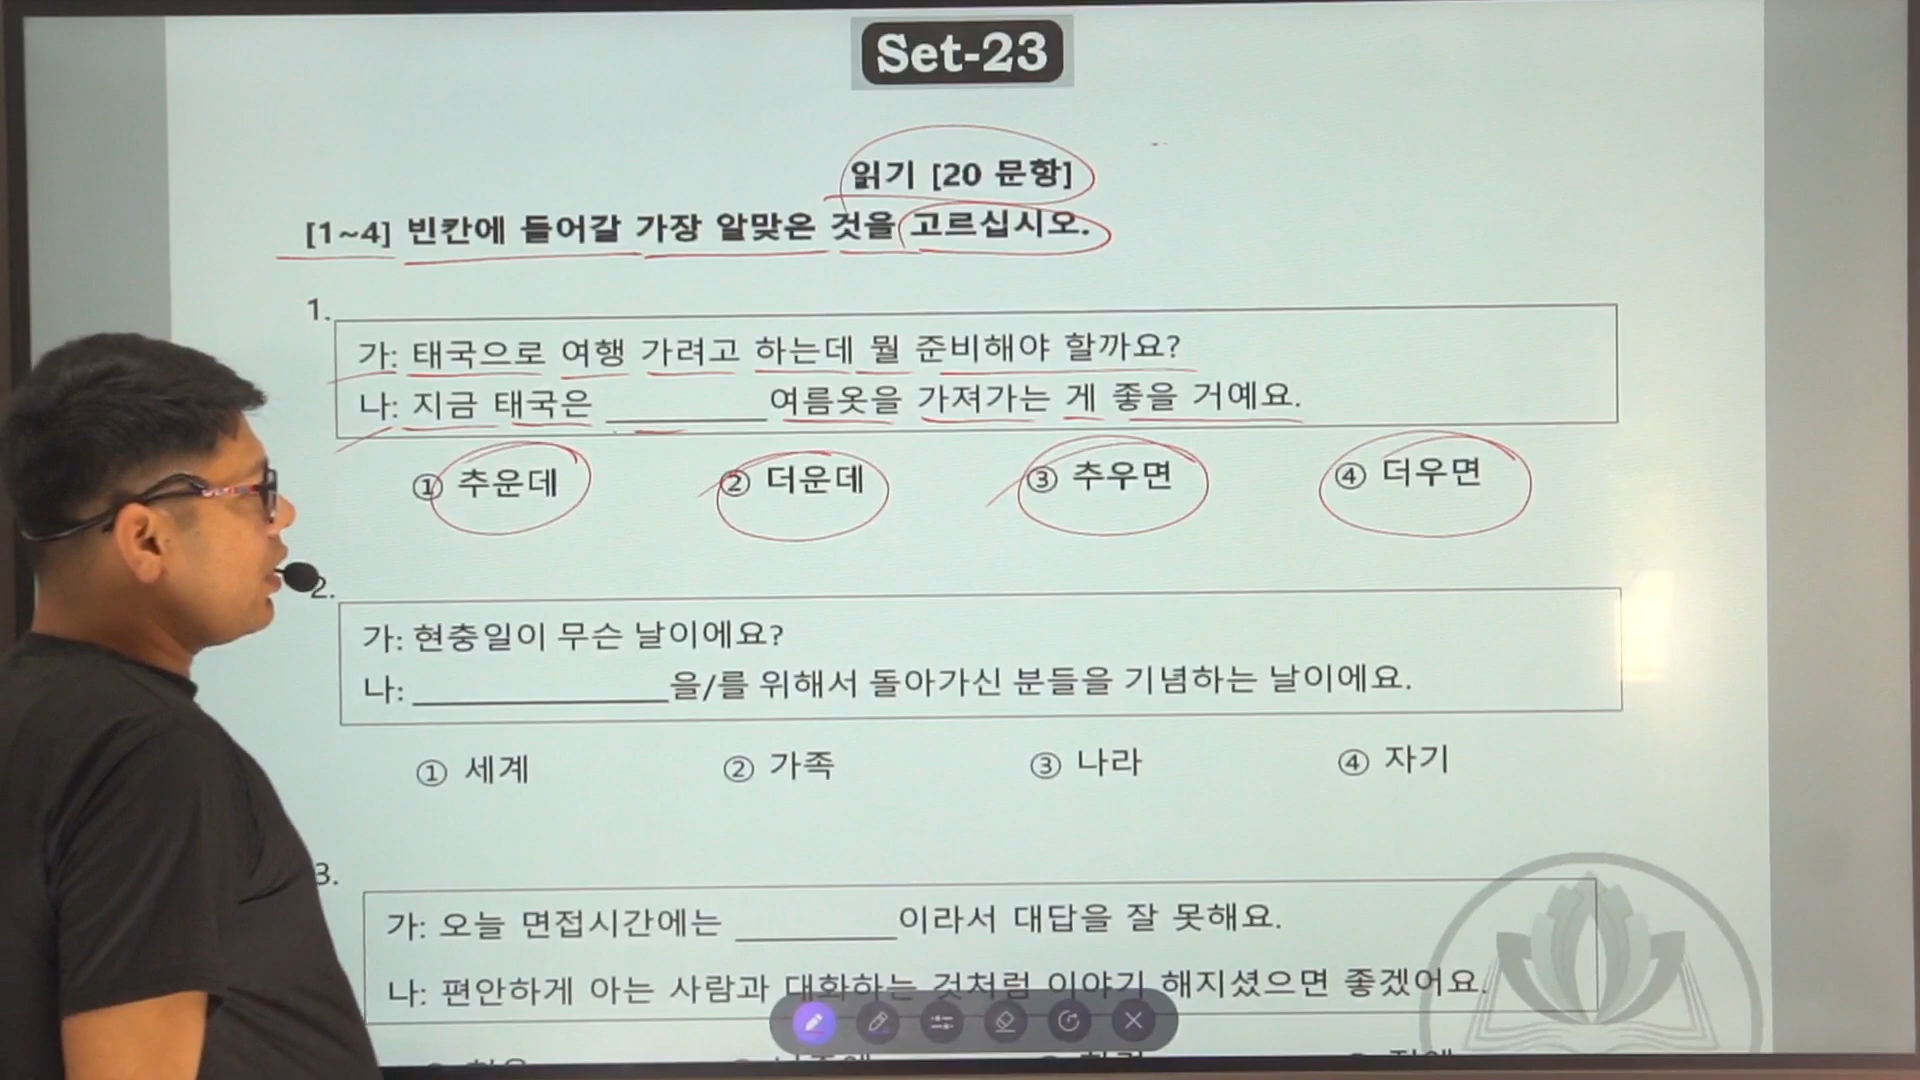 Set-23
읽기 [20 문항]
[1~4] 빈칸에 들어갈 가장 알맞은 것을 고르십시오.
1.
가: 태국으로 여행 가려고 하는데 뭘 준비해야 할까요?
나: 지금 태국은 __________ 여름옷을 가져가는 게 좋을 거예요.
① 추운데 ② 더운데 ③ 추우면 ④ 더우면
2.
가: 현충일이 무슨 날이에요?
나: ________________을/를 위해서 돌아가신 분들을 기념하는 날이에요.
① 세계 ② 가족 ③ 나라 ④ 자기
3.
가: 오늘 면접시간에는 __________이라서 대답을 잘 못해요.
나: 편안하게 아는 사람과 대화하는 것처럼 이야기 해지셨으면 좋겠어요.